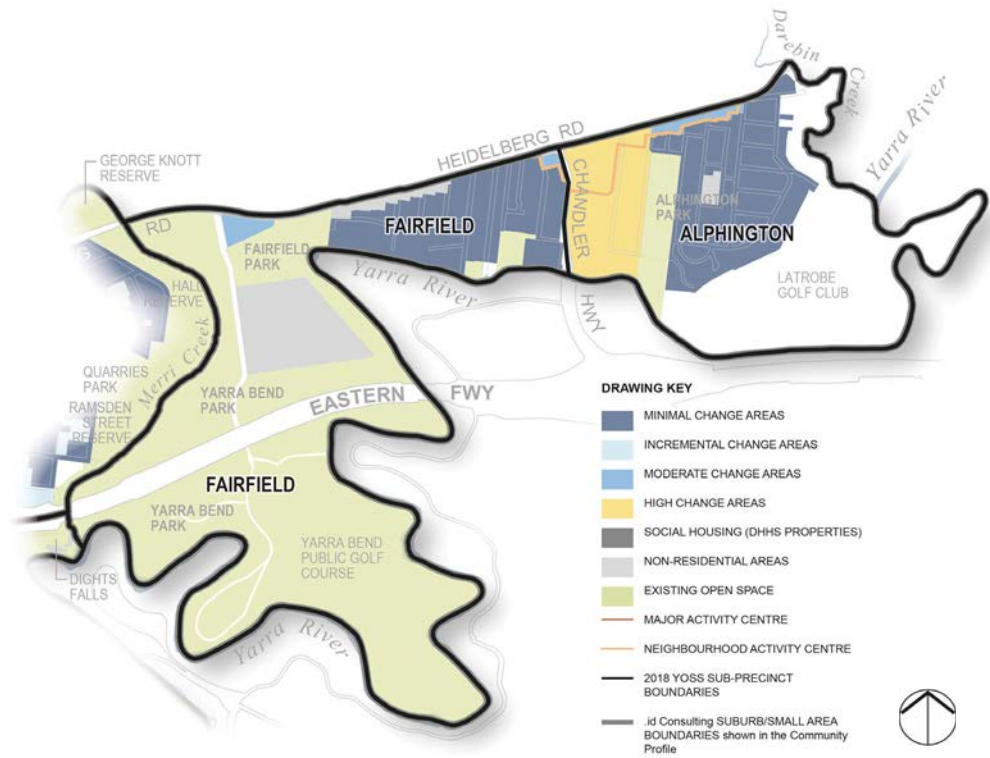 Darebin
Creek
Yarra River
HEIDELBERG RD
GEORGE KNOTT
RESERVE
RD
CHANDLER
HWY
FAIRFIELD
ALPHINGTON
PARK
ALPHINGTON
FAIRFIELD
PARK
Yarra River
LATROBE
GOLF CLUB
HALL
RESERVE
Merri Creek
QUARRIES
PARK
RAMSDEN
STREET
RESERVE
YARRA BEND
PARK
EASTERN FWY
FAIRFIELD
YARRA BEND
PARK
YARRA BEND
PUBLIC GOLF
COURSE
DIGHTS
FALLS
Yarra River
DRAWING KEY
MINIMAL CHANGE AREAS
INCREMENTAL CHANGE AREAS
MODERATE CHANGE AREAS
HIGH CHANGE AREAS
SOCIAL HOUSING (DHHS PROPERTIES)
NON-RESIDENTIAL AREAS
EXISTING OPEN SPACE
MAJOR ACTIVITY CENTRE
NEIGHBOURHOOD ACTIVITY CENTRE
2018 YOSS SUB-PRECINCT
BOUNDARIES
.id Consulting SUBURB/SMALL AREA
BOUNDARIES shown in the Community
Profile